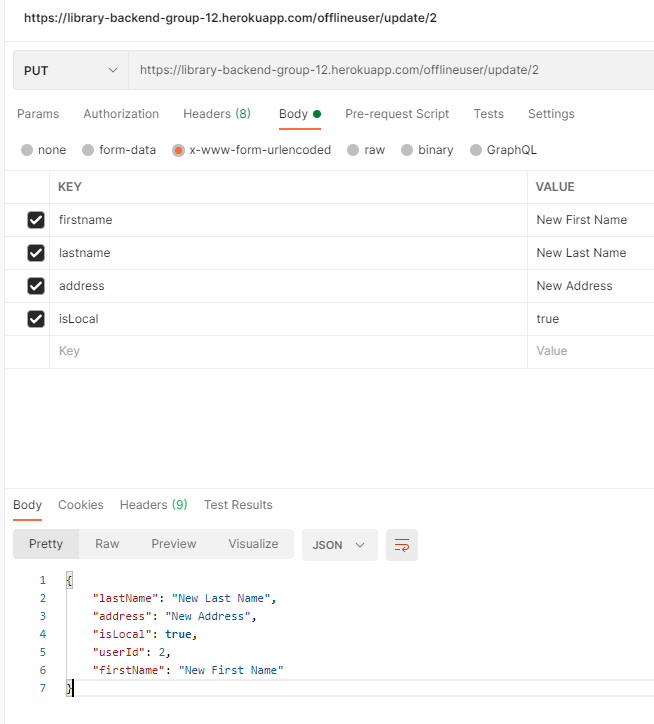 https://library-backend-group-12.herokuapp.com/offlineuser/update/2
PUT https://library-backend-group-12.herokuapp.com/offlineuser/update/2
Params Authorization Headers (8) Body Pre-request Script Tests Settings
none form-data x-www-form-urlencoded raw binary GraphQL
KEY VALUE
firstname New First Name
lastname New Last Name
address New Address
isLocal true
Key Value
Body Cookies Headers (9) Test Results
Pretty Raw Preview Visualize JSON
1 {
2 "lastName": "New Last Name",
3 "address": "New Address",
4 "isLocal": true,
5 "userId": 2,
6 "firstName": "New First Name"
7 }